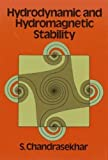 Hydrodynamic and
Hydromagnetic
Stability
S. Chandrasekhar